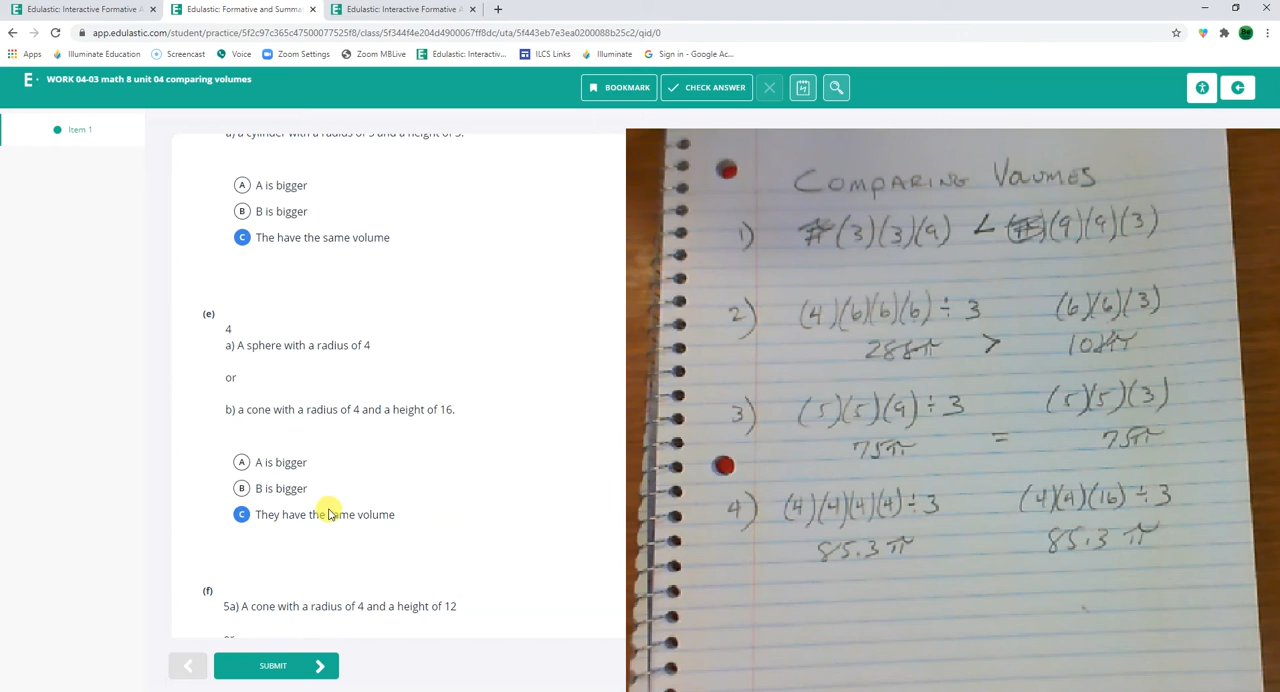 Edulastic: Interactive Formative A
Edulastic: Formative and Summa
Edulastic: Interactive Formative A
app.edulastic.com/student/practice/5f2c97c365c47500077525f8/class/5f344f4e204d4900067ff8dc/uta/5f443eb7e3ea0200088b25c2/qid/0
Apps Illuminate Education Screencast Voice Zoom Settings Zoom MBLive Edulastic: Interactiv... ILCS Links Illuminate Sign in - Google Ac...
E WORK 04-03 math 8 unit 04 comparing volumes
BOOKMARK CHECK ANSWER
Item 1
A A is bigger
B B is bigger
C The have the same volume
(e)
4
a) A sphere with a radius of 4
or
b) a cone with a radius of 4 and a height of 16.
A A is bigger
B B is bigger
C They have the same volume
(f)
5a) A cone with a radius of 4 and a height of 12
SUBMIT
COMPARING VOLUMES
1) (3)(3)(9) < (9)(9)(3)
2) (4)(6)(6)(6) ÷ 3 (6)(6)(3)
288π > 108π
3) (5)(5)(9) ÷ 3 (5)(5)(3)
75π = 75π
4) (4)(4)(4)(4) ÷ 3 (4)(4)(16) ÷ 3
85.3 π 85.3 π